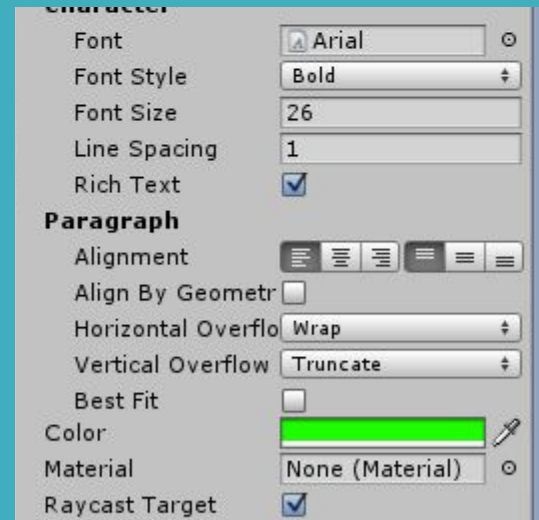 Character
Font Arial
Font Style Bold
Font Size 26
Line Spacing 1
Rich Text
Paragraph
Alignment
Align By Geometr
Horizontal Overflo Wrap
Vertical Overflow Truncate
Best Fit
Color
Material None (Material)
Raycast Target